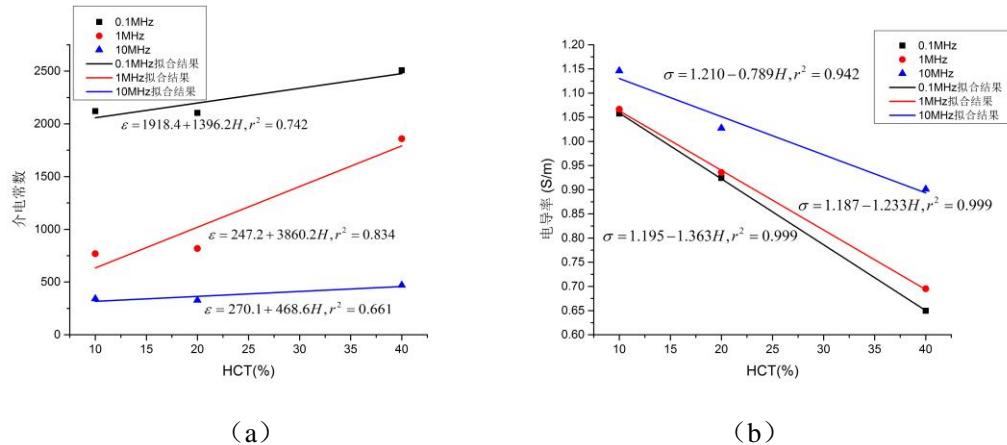 0.1MHz
1MHz
10MHz
0.1MHz拟合结果
1MHz拟合结果
10MHz拟合结果
2500
2000
1500
1000
500
0
介电常数
ε=1918.4+1396.2H,r²=0.742
ε=247.2+3860.2H,r²=0.834
ε=270.1+468.6H,r²=0.661
10 15 20 25 30 35 40
HCT(%)
(a)
1.20
1.15
1.10
1.05
1.00
0.95
0.90
0.85
0.80
0.75
0.70
0.65
0.60
电导率 (S/m)
0.1MHz
1MHz
10MHz
0.1MHz拟合结果
1MHz拟合结果
10MHz拟合结果
σ=1.210−0.789H,r²=0.942
σ=1.187−1.233H,r²=0.999
σ=1.195−1.363H,r²=0.999
10 15 20 25 30 35 40
HCT(%)
(b)